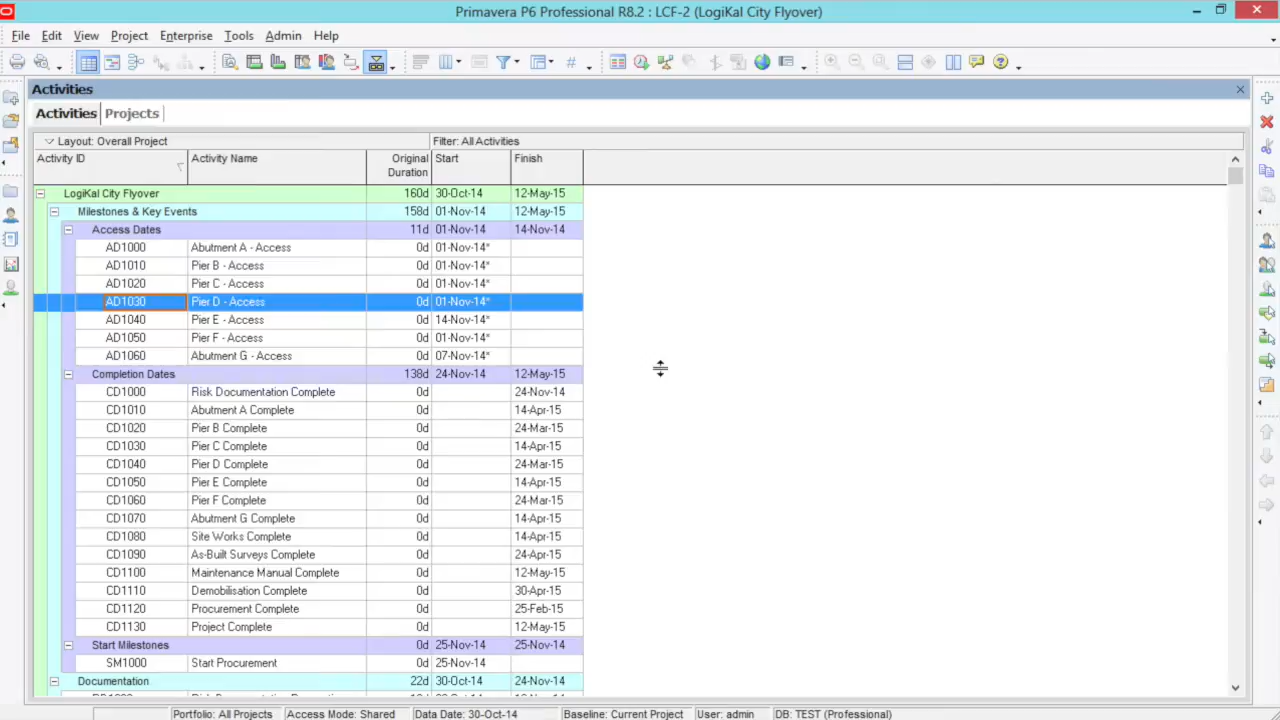 Primavera P6 Professional R8.2 : LCF-2 (LogiKal City Flyover)
File Edit View Project Enterprise Tools Admin Help
Activities
Activities Projects
Layout: Overall Project Filter: All Activities
Activity ID Activity Name Original Duration Start Finish
LogiKal City Flyover 160d 30-Oct-14 12-May-15
Milestones & Key Events 158d 01-Nov-14 12-May-15
Access Dates 11d 01-Nov-14 14-Nov-14
AD1000 Abutment A - Access 0d 01-Nov-14*
AD1010 Pier B - Access 0d 01-Nov-14*
AD1020 Pier C - Access 0d 01-Nov-14*
AD1030 Pier D - Access 0d 01-Nov-14*
AD1040 Pier E - Access 0d 14-Nov-14*
AD1050 Pier F - Access 0d 01-Nov-14*
AD1060 Abutment G - Access 0d 07-Nov-14*
Completion Dates 138d 24-Nov-14 12-May-15
CD1000 Risk Documentation Complete 0d 24-Nov-14
CD1010 Abutment A Complete 0d 14-Apr-15
CD1020 Pier B Complete 0d 24-Mar-15
CD1030 Pier C Complete 0d 14-Apr-15
CD1040 Pier D Complete 0d 24-Mar-15
CD1050 Pier E Complete 0d 14-Apr-15
CD1060 Pier F Complete 0d 24-Mar-15
CD1070 Abutment G Complete 0d 14-Apr-15
CD1080 Site Works Complete 0d 14-Apr-15
CD1090 As-Built Surveys Complete 0d 24-Apr-15
CD1100 Maintenance Manual Complete 0d 12-May-15
CD1110 Demobilisation Complete 0d 30-Apr-15
CD1120 Procurement Complete 0d 25-Feb-15
CD1130 Project Complete 0d 12-May-15
Start Milestones 0d 25-Nov-14 25-Nov-14
SM1000 Start Procurement 0d 25-Nov-14
Documentation 22d 30-Oct-14 24-Nov-14
Portfolio: All Projects Access Mode: Shared Data Date: 30-Oct-14 Baseline: Current Project User: admin DB: TEST (Professional)